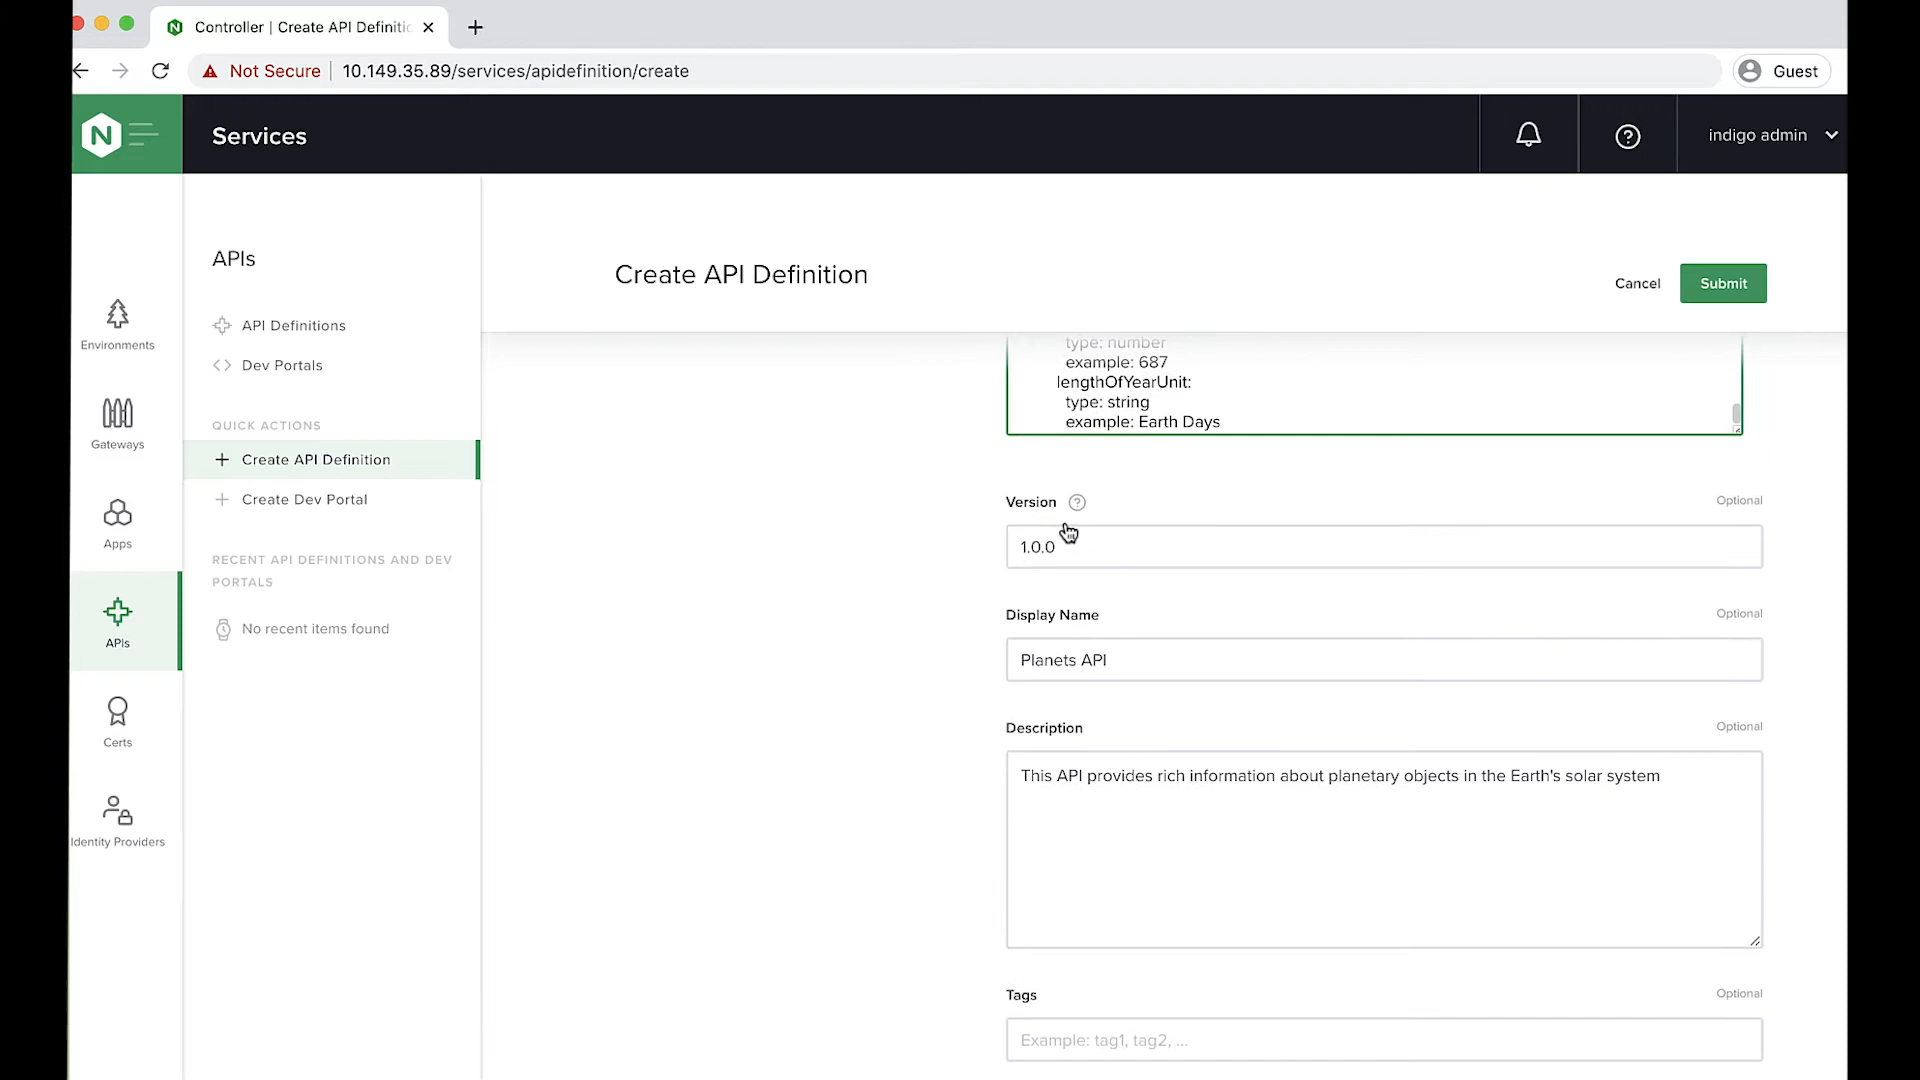 Controller | Create API Definitic
Not Secure
10.149.35.89/services/apidefinition/create
Guest
N
Services
indigo admin
Environments
Gateways
Apps
APIs
Certs
Identity Providers
APIs
API Definitions
Dev Portals
QUICK ACTIONS
Create API Definition
Create Dev Portal
RECENT API DEFINITIONS AND DEV
PORTALS
No recent items found
Create API Definition
Cancel
Submit
type: number
example: 687
lengthOfYearUnit:
type: string
example: Earth Days
Version
Optional
1.0.0
Display Name
Optional
Planets API
Description
Optional
This API provides rich information about planetary objects in the Earth's solar system
Tags
Optional
Example: tag1, tag2, ...